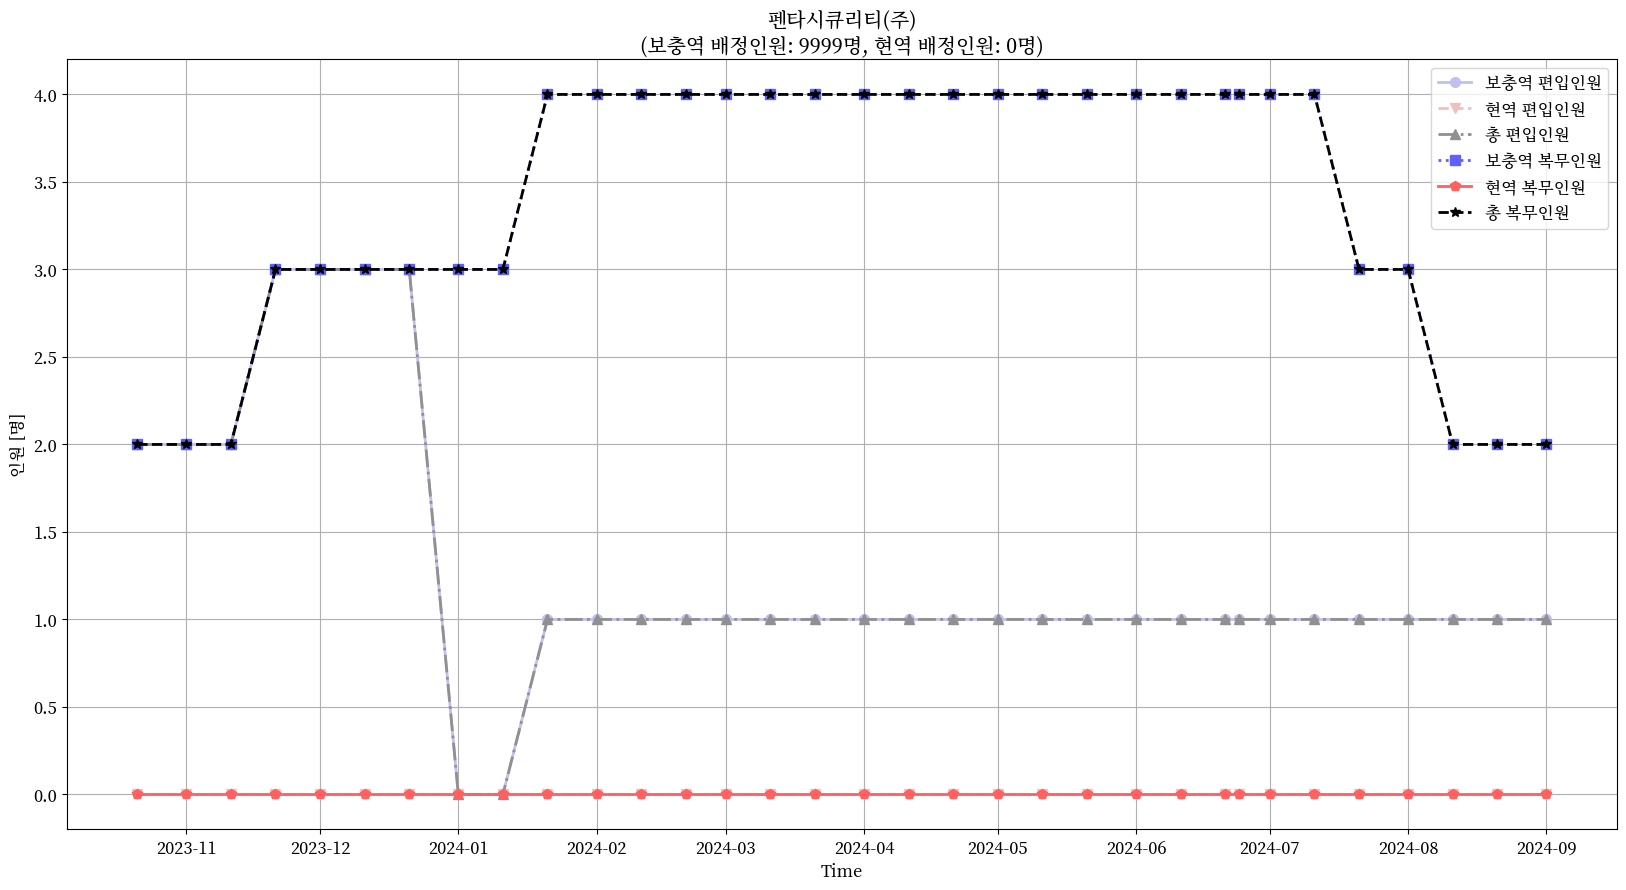 펜타시큐리티(주)
(보충역 배정인원: 9999명, 현역 배정인원: 0명)
보충역 편입인원
현역 편입인원
총 편입인원
보충역 복무인원
현역 복무인원
총 복무인원
인원 [명]
4.0
3.5
3.0
2.5
2.0
1.5
1.0
0.5
0.0
2023-11
2023-12
2024-01
2024-02
2024-03
2024-04
2024-05
2024-06
2024-07
2024-08
2024-09
Time